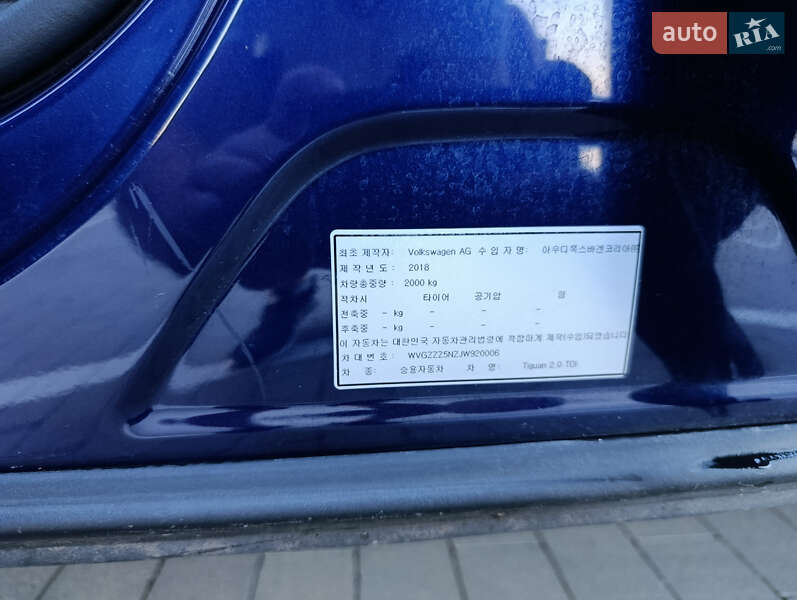 auto RIA .com
최초 제작자: Volkswagen AG 수 입 자 명: 아우디폭스바겐코리아㈜
제 작 년 도 : 2018
차량총중량: 2000 kg
적차시 타이어 공기압 림
전축중 - kg - - -
후축중 - kg - - -
이 자동차는 대한민국 자동차관리법령에 적합하게 제작(수입)되었습니다
차 대 번 호: WVGZZZ5NZJW920006
차 종: 승용자동차 차 명: Tiguan 2.0 TDI